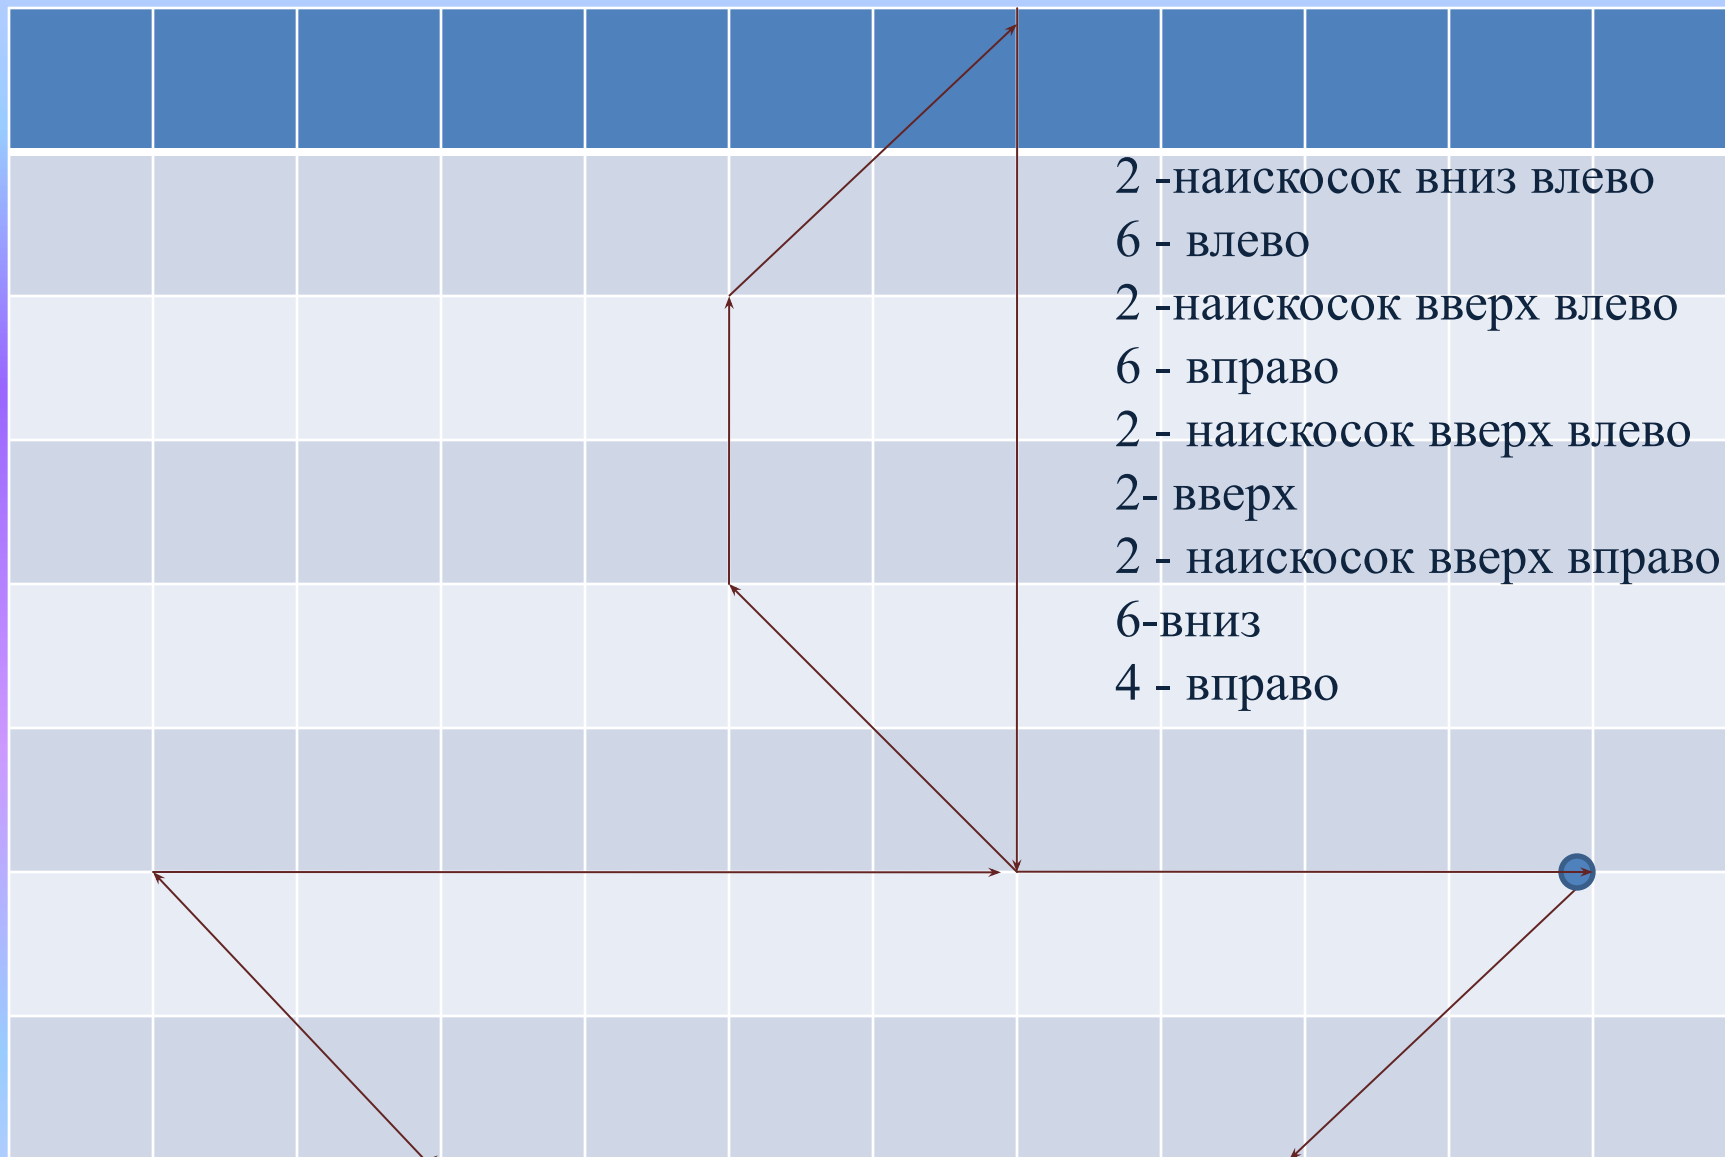 2 -наискосок вниз влево
6 - влево
2 -наискосок вверх влево
6 - вправо
2 - наискосок вверх влево
2- вверх
2 - наискосок вверх вправо
6-вниз
4 - вправо